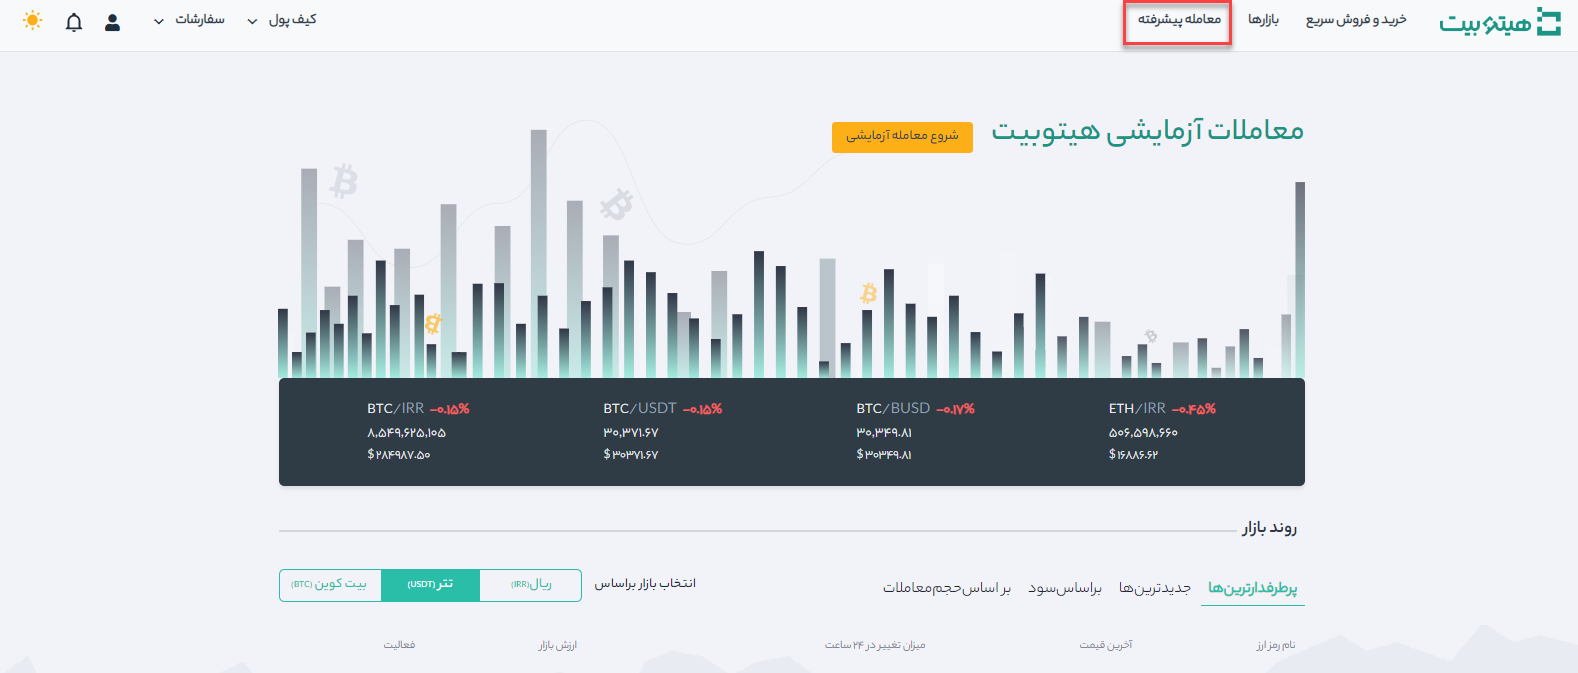 هیتوبیت
خرید و فروش سریع
بازارها
معامله پیشرفته
کیف پول
سفارشات
معاملات آزمایشی هیتوبیت
شروع معامله آزمایشی
BTC/IRR −۰.۱۵%
۸,۵۴۹,۶۲۵,۱۰۵
$ ۲۸۴۹۸۷.۵۰
BTC/USDT −۰.۱۵%
۳۰,۳۷۱.۶۷
$ ۳۰۳۷۱.۶۷
BTC/BUSD −۰.۱۷%
۳۰,۳۴۹.۸۱
$ ۳۰۳۴۹.۸۱
ETH/IRR −۰.۴۵%
۵۰۶,۵۹۸,۶۶۰
$ ۱۶۸۸۶.۶۲
روند بازار
پرطرفدارترین‌ها
جدیدترین‌ها
براساس سود
بر اساس حجم معاملات
انتخاب بازار براساس
ریال (IRR)
تتر (USDT)
بیت کوین (BTC)
نام رمز ارز
آخرین قیمت
میزان تغییر در ۲۴ ساعت
ارزش بازار
فعالیت